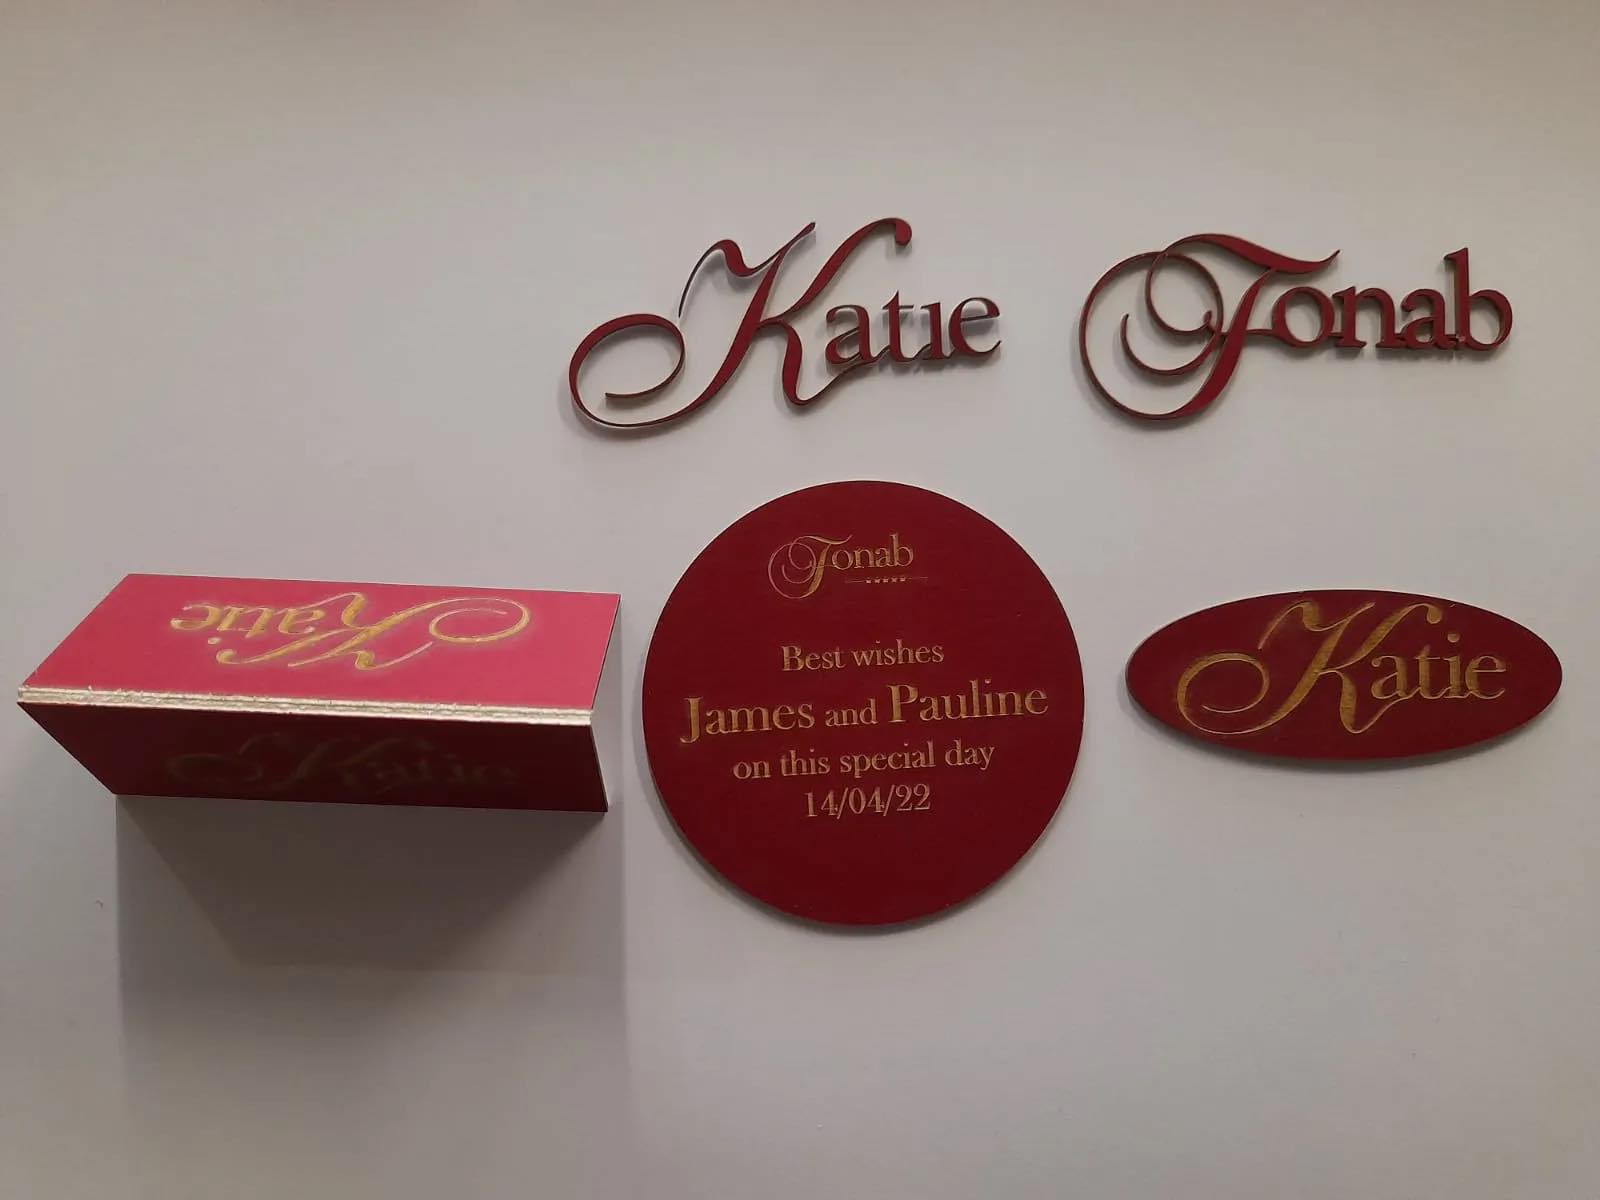 Katie
Fonab
Katie
Katie
Fonab
Best wishes
James and Pauline
on this special day
14/04/22
Katie